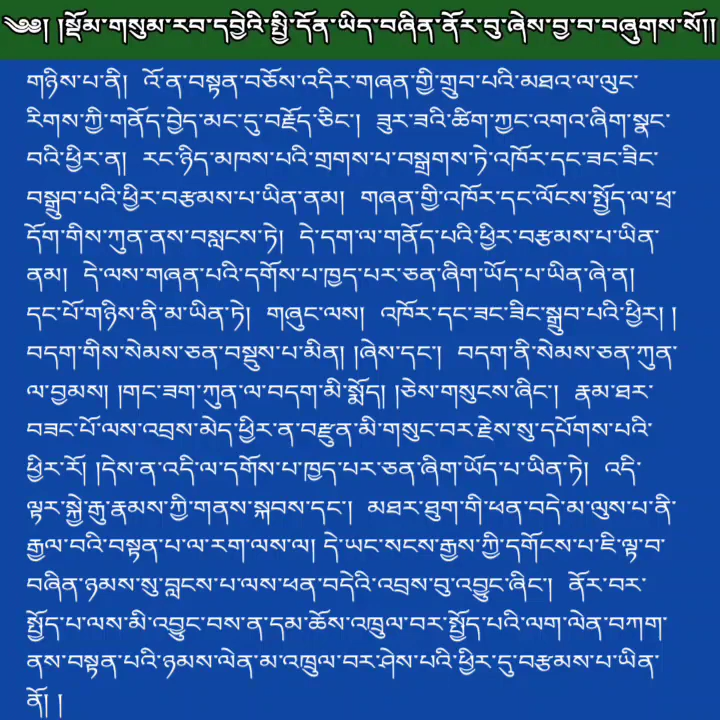 ༄༅། །སྡོམ་གསུམ་རབ་དབྱེའི་སྤྱི་དོན་ཡིད་བཞིན་ནོར་བུ་ཞེས་བྱ་བ་བཞུགས་སོ།།
གཉིས་པ་ནི། འོ་ན་བསྟན་བཅོས་འདིར་གཞན་གྱི་གྲུབ་པའི་མཐའ་ལ་ལུང་
རིགས་ཀྱི་གནོད་བྱེད་མང་དུ་བརྗོད་ཅིང་། ཟུར་ཟའི་ཚིག་ཀྱང་འགའ་ཞིག་སྣང་
བའི་ཕྱིར་ན། རང་ཉིད་མཁས་པའི་གྲགས་པ་བསྒྲགས་ཏེ་འཁོར་དང་ཟང་ཟིང་
བསྒྲུབ་པའི་ཕྱིར་བརྩམས་པ་ཡིན་ནམ། གཞན་གྱི་འཁོར་དང་ལོངས་སྤྱོད་ལ་ཕྲ་
དོག་གིས་ཀུན་ནས་བསླངས་ཏེ། དེ་དག་ལ་གནོད་པའི་ཕྱིར་བརྩམས་པ་ཡིན་
ནམ། དེ་ལས་གཞན་པའི་དགོས་པ་ཁྱད་པར་ཅན་ཞིག་ཡོད་པ་ཡིན་ཞེ་ན།
དང་པོ་གཉིས་ནི་མ་ཡིན་ཏེ། གཞུང་ལས། འཁོར་དང་ཟང་ཟིང་སྒྲུབ་པའི་ཕྱིར། །
བདག་གིས་སེམས་ཅན་བསྡུས་པ་མིན། །ཞེས་དང་། བདག་ནི་སེམས་ཅན་ཀུན་
ལ་བྱམས། །གང་ཟག་ཀུན་ལ་བདག་མི་སྨོད། །ཅེས་གསུངས་ཞིང་། རྣམ་ཐར་
བཟང་པོ་ལས་འབྲས་མེད་ཕྱིར་ན་བརྫུན་མི་གསུང་བར་རྗེས་སུ་དཔོགས་པའི་
ཕྱིར་རོ། །དེས་ན་འདི་ལ་དགོས་པ་ཁྱད་པར་ཅན་ཞིག་ཡོད་པ་ཡིན་ཏེ། འདི་
ལྟར་སྐྱེ་རྒུ་རྣམས་ཀྱི་གནས་སྐབས་དང་། མཐར་ཐུག་གི་ཕན་བདེ་མ་ལུས་པ་ནི་
རྒྱལ་བའི་བསྟན་པ་ལ་རག་ལས་ལ། དེ་ཡང་སངས་རྒྱས་ཀྱི་དགོངས་པ་ཇི་ལྟ་བ་
བཞིན་ཉམས་སུ་བླངས་པ་ལས་ཕན་བདེའི་འབྲས་བུ་འབྱུང་ཞིང་། ནོར་བར་
སྤྱོད་པ་ལས་མི་འབྱུང་བས་ན་དམ་ཆོས་འཁྲུལ་བར་སྤྱོད་པའི་ལག་ལེན་བཀག་
ནས་བསྟན་པའི་ཉམས་ལེན་མ་འཁྲུལ་བར་ཤེས་པའི་ཕྱིར་དུ་བརྩམས་པ་ཡིན་
ནོ། །